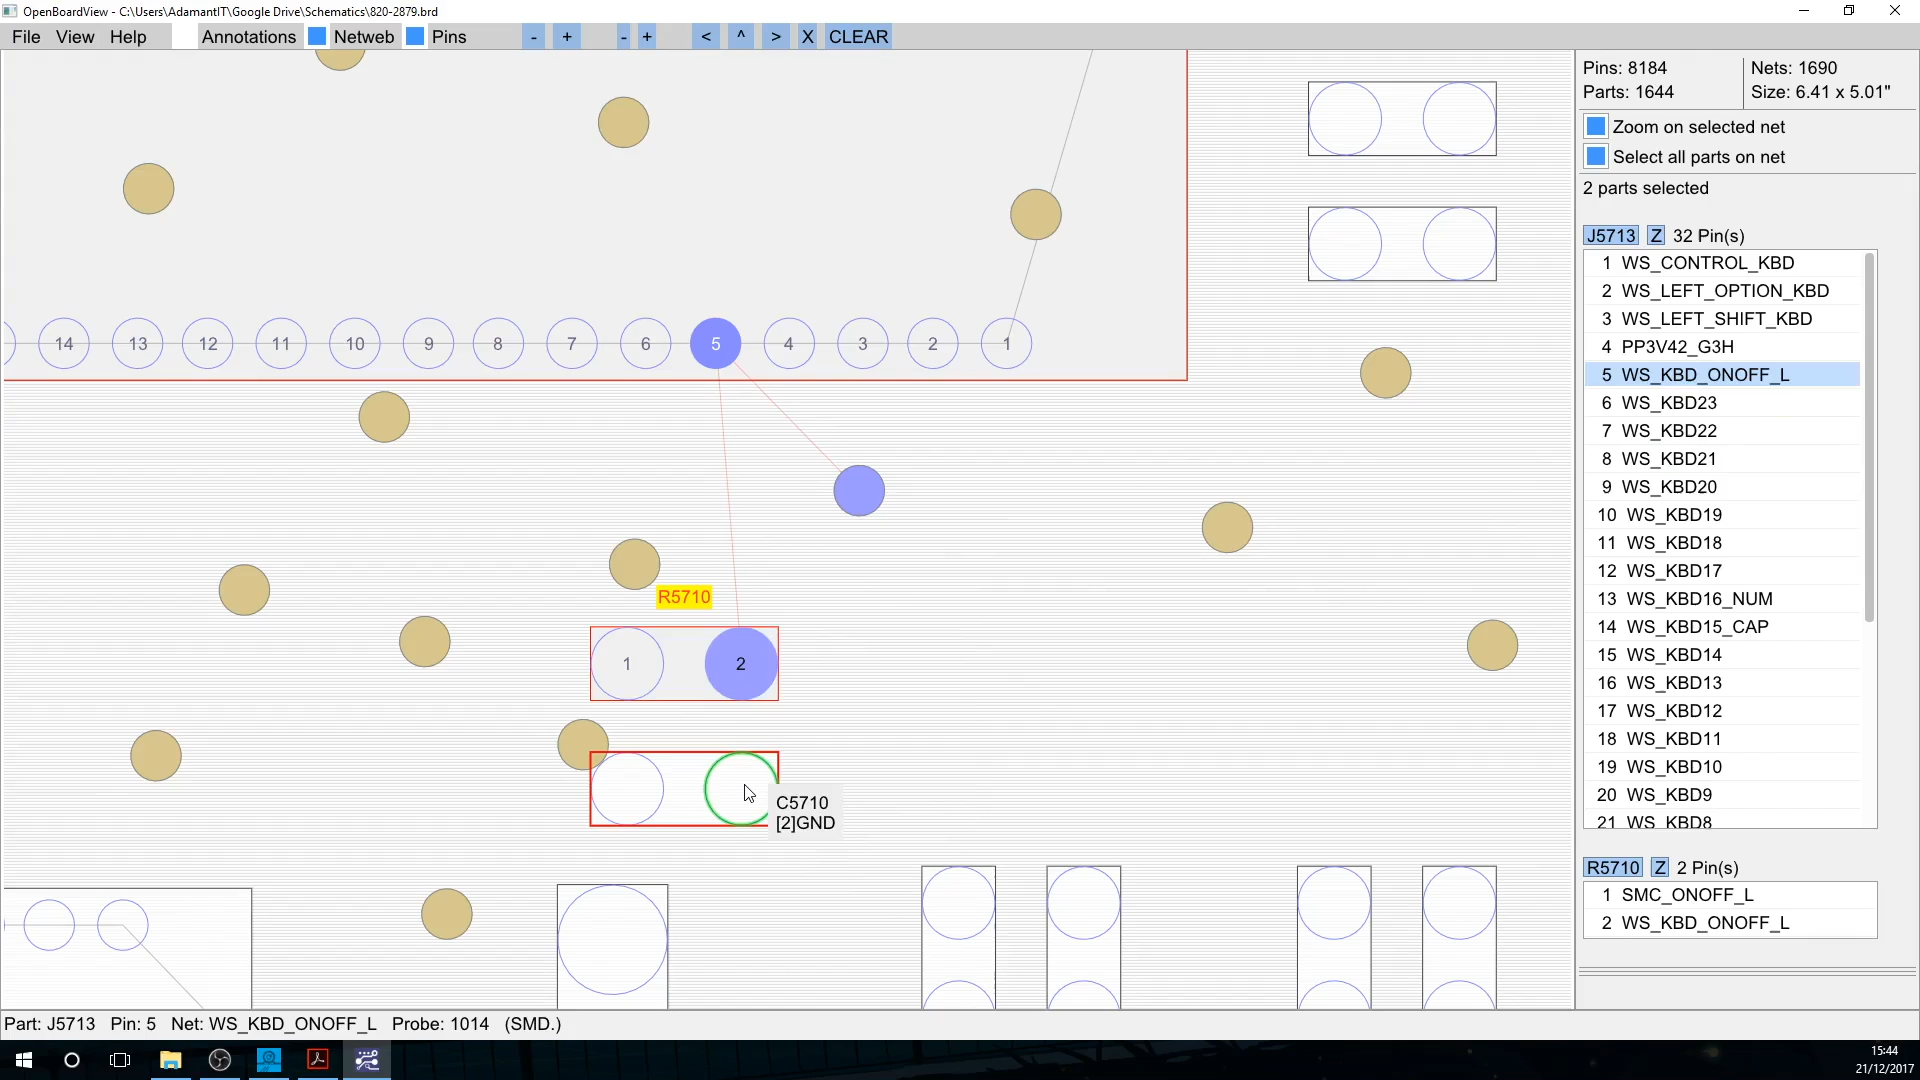 OpenBoardView - C:\Users\AdamantIT\Google Drive\Schematics\820-2879.brd
File View Help Annotations Netweb Pins - + - + < ^ > X CLEAR
Pins: 8184 Nets: 1690
Parts: 1644 Size: 6.41 x 5.01"
Zoom on selected net
Select all parts on net
2 parts selected
J5713 Z 32 Pin(s)
1 WS_CONTROL_KBD
2 WS_LEFT_OPTION_KBD
3 WS_LEFT_SHIFT_KBD
4 PP3V42_G3H
5 WS_KBD_ONOFF_L
6 WS_KBD23
7 WS_KBD22
8 WS_KBD21
9 WS_KBD20
10 WS_KBD19
11 WS_KBD18
12 WS_KBD17
13 WS_KBD16_NUM
14 WS_KBD15_CAP
15 WS_KBD14
16 WS_KBD13
17 WS_KBD12
18 WS_KBD11
19 WS_KBD10
20 WS_KBD9
21 WS_KBD8
R5710 Z 2 Pin(s)
1 SMC_ONOFF_L
2 WS_KBD_ONOFF_L
14 13 12 11 10 9 8 7 6 5 4 3 2 1
R5710
1 2
C5710
[2]GND
Part: J5713 Pin: 5 Net: WS_KBD_ONOFF_L Probe: 1014 (SMD.)
15:44
21/12/2017